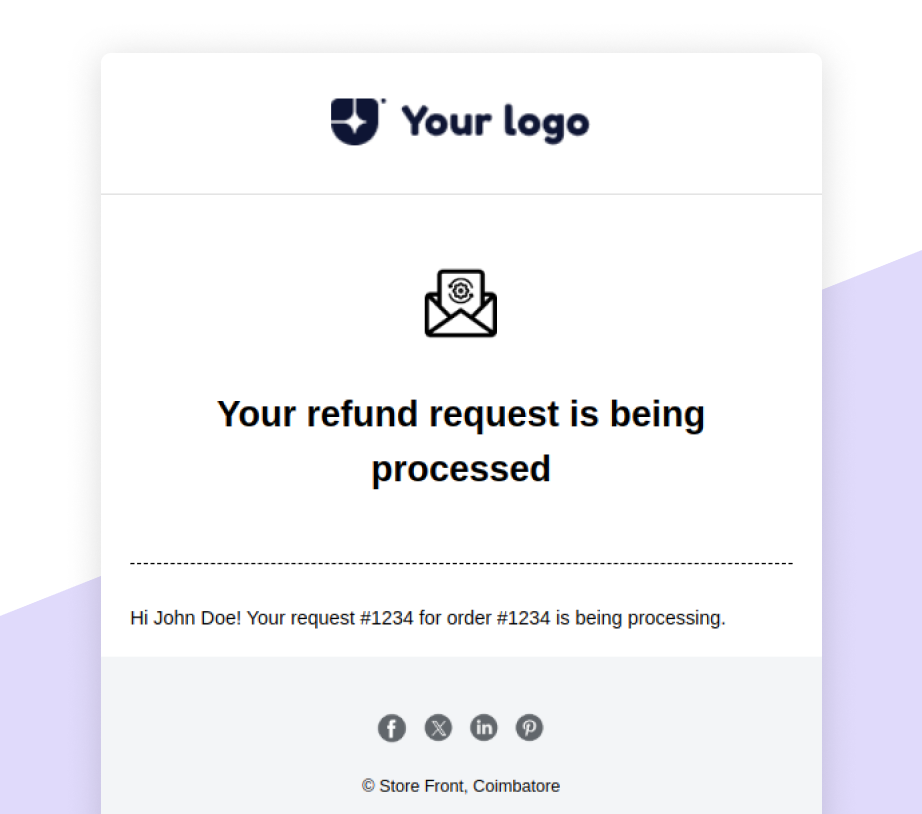 Your logo
Your refund request is being
processed
Hi John Doe! Your request #1234 for order #1234 is being processing.
© Store Front, Coimbatore